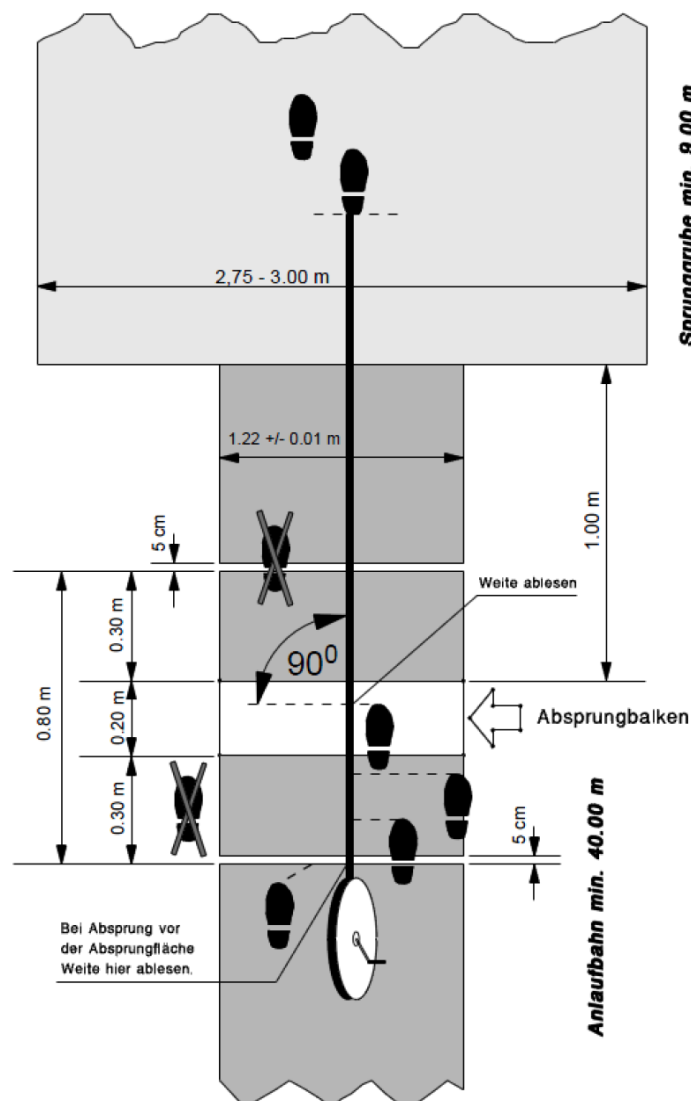 Sprunggrube min. 9.00 m
2,75 - 3.00 m
1.22 +/- 0.01 m
5 cm
1.00 m
Weite ablesen
0.30 m
90⁰
0.80 m
0.20 m
Absprungbalken
0.30 m
5 cm
Anlaufbahn min. 40.00 m
Bei Absprung vor
der Absprungfläche
Weite hier ablesen.